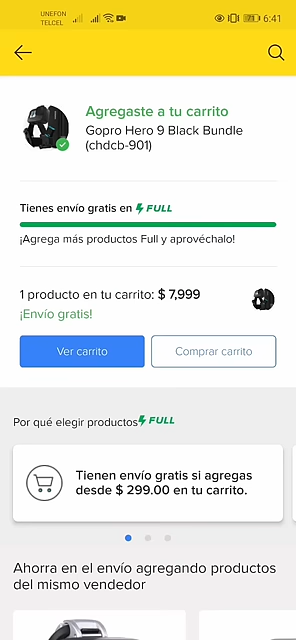 UNEFON
TELCEL
73
6:41
Agregaste a tu carrito
Gopro Hero 9 Black Bundle
(chdcb-901)
Tienes envío gratis en FULL
¡Agrega más productos Full y aprovéchalo!
1 producto en tu carrito: $ 7,999
¡Envío gratis!
Ver carrito
Comprar carrito
Por qué elegir productos FULL
Tienen envío gratis si agregas
desde $ 299.00 en tu carrito.
Ahorra en el envío agregando productos
del mismo vendedor